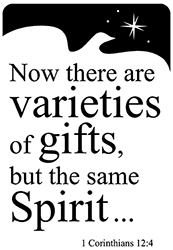 Now there are
varieties
of gifts,
but the same
Spirit...
1 Corinthians 12:4